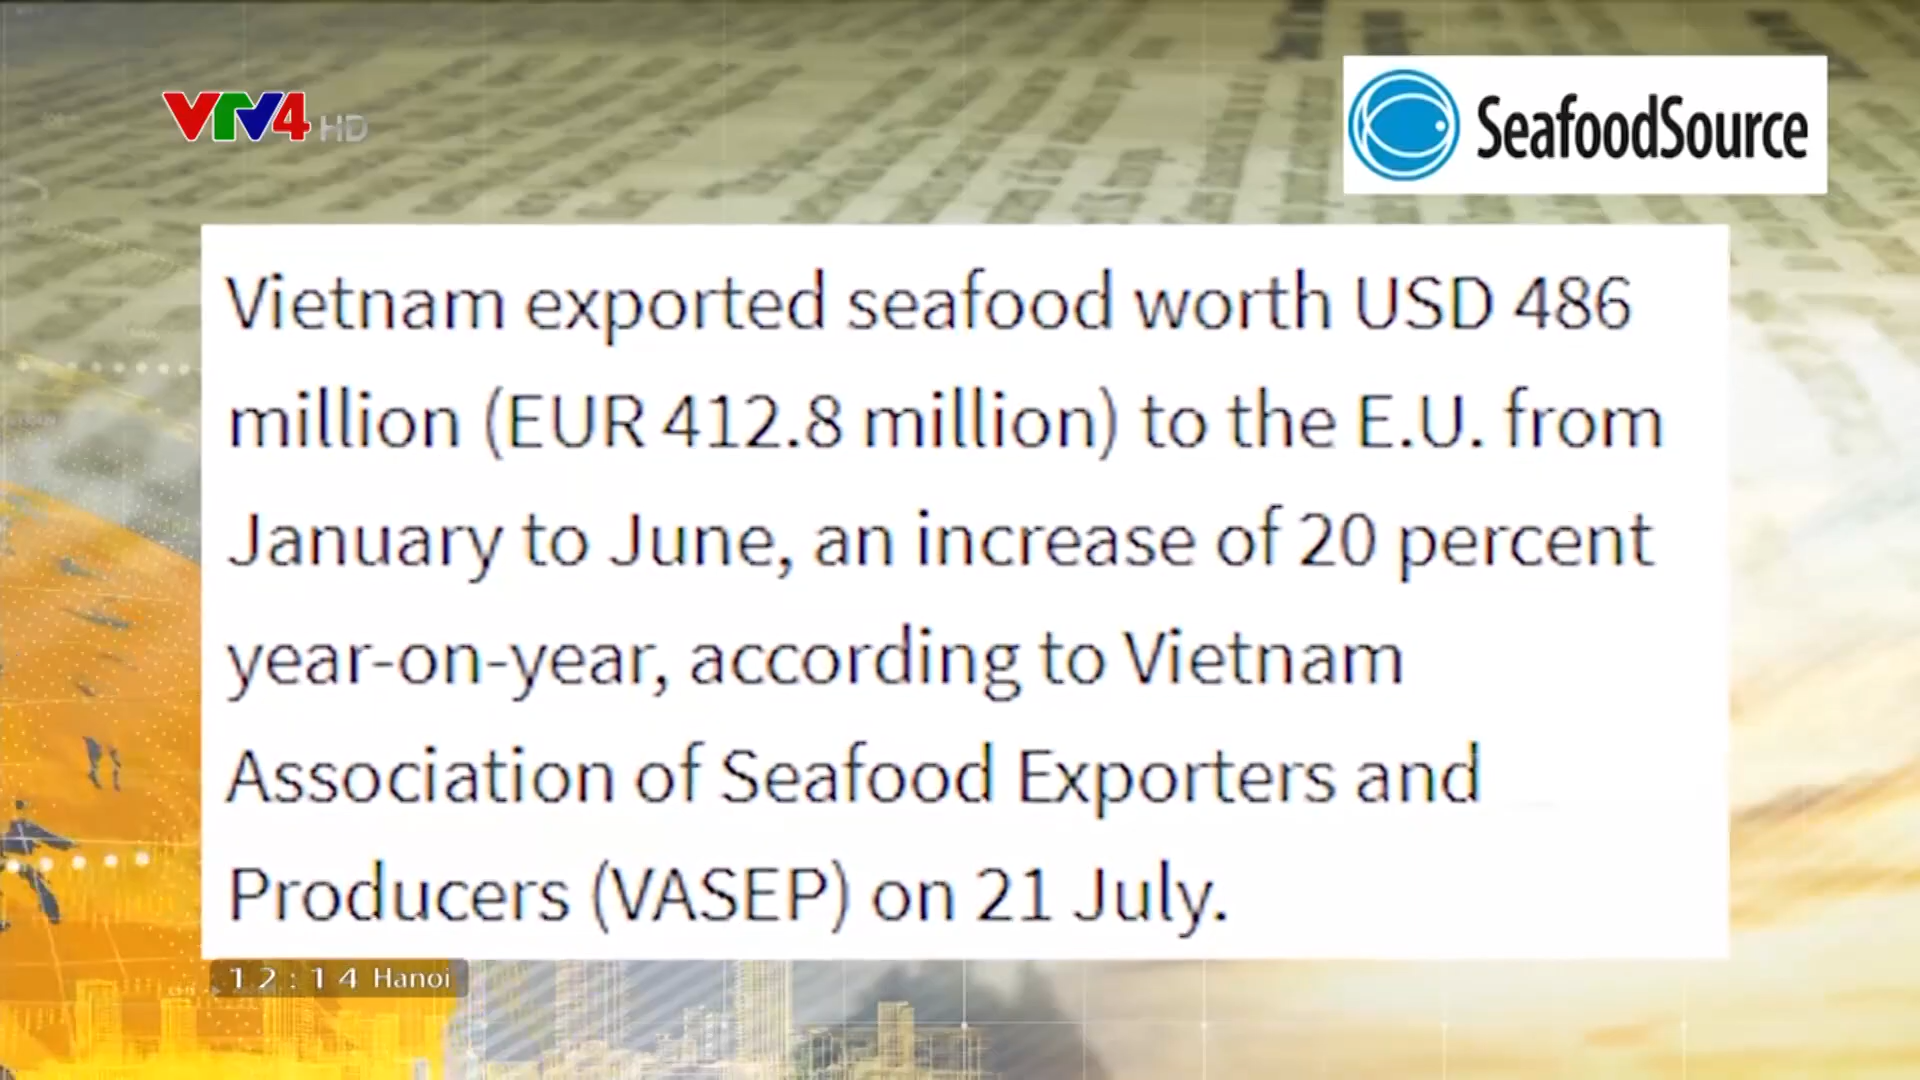 VTV4 HD
SeafoodSource
Vietnam exported seafood worth USD 486
million (EUR 412.8 million) to the E.U. from
January to June, an increase of 20 percent
year-on-year, according to Vietnam
Association of Seafood Exporters and
Producers (VASEP) on 21 July.
12:14 Hanoi